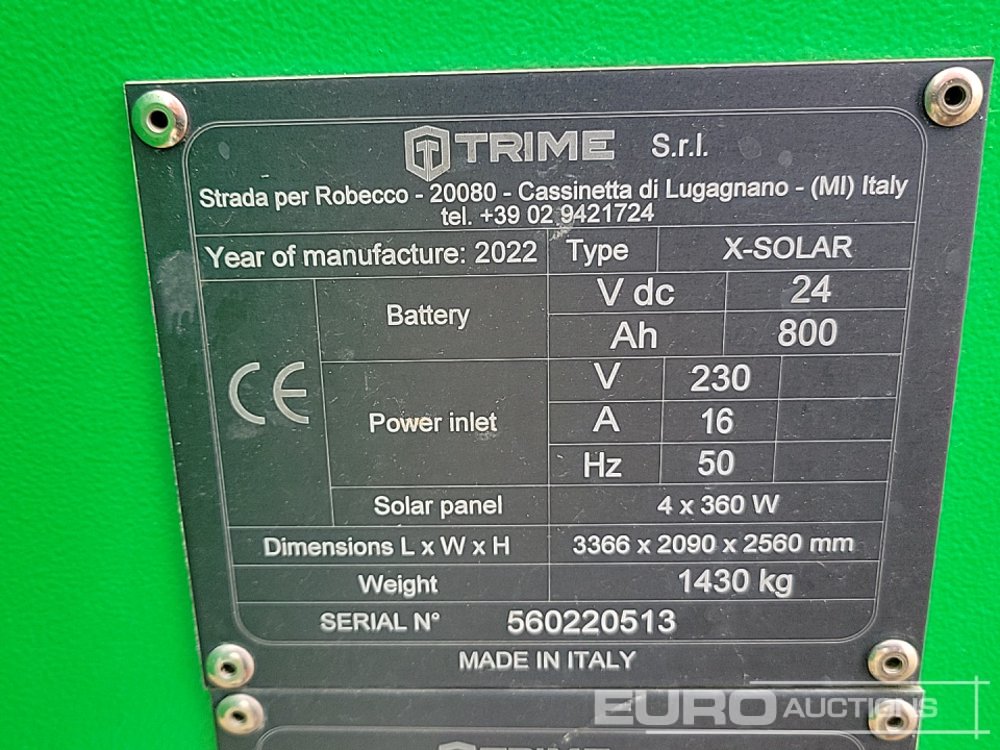 TRIME S.r.l.
Strada per Robecco - 20080 - Cassinetta di Lugagnano - (MI) Italy
tel. +39 02 9421724
Year of manufacture: 2022 Type X-SOLAR
CE
Battery
V dc 24
Ah 800
Power inlet
V 230
A 16
Hz 50
Solar panel 4 x 360 W
Dimensions L x W x H 3366 x 2090 x 2560 mm
Weight 1430 kg
SERIAL N° 560220513
MADE IN ITALY
EURO AUCTIONS
TRIME